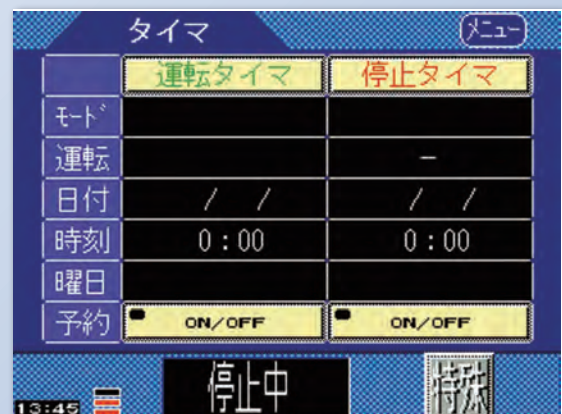 タイマ メニュー
運転タイマ 停止タイマ
モード
運転 －
日付 / / / /
時刻 0:00 0:00
曜日
予約 ON/OFF ON/OFF
13:45 停止中 特殊